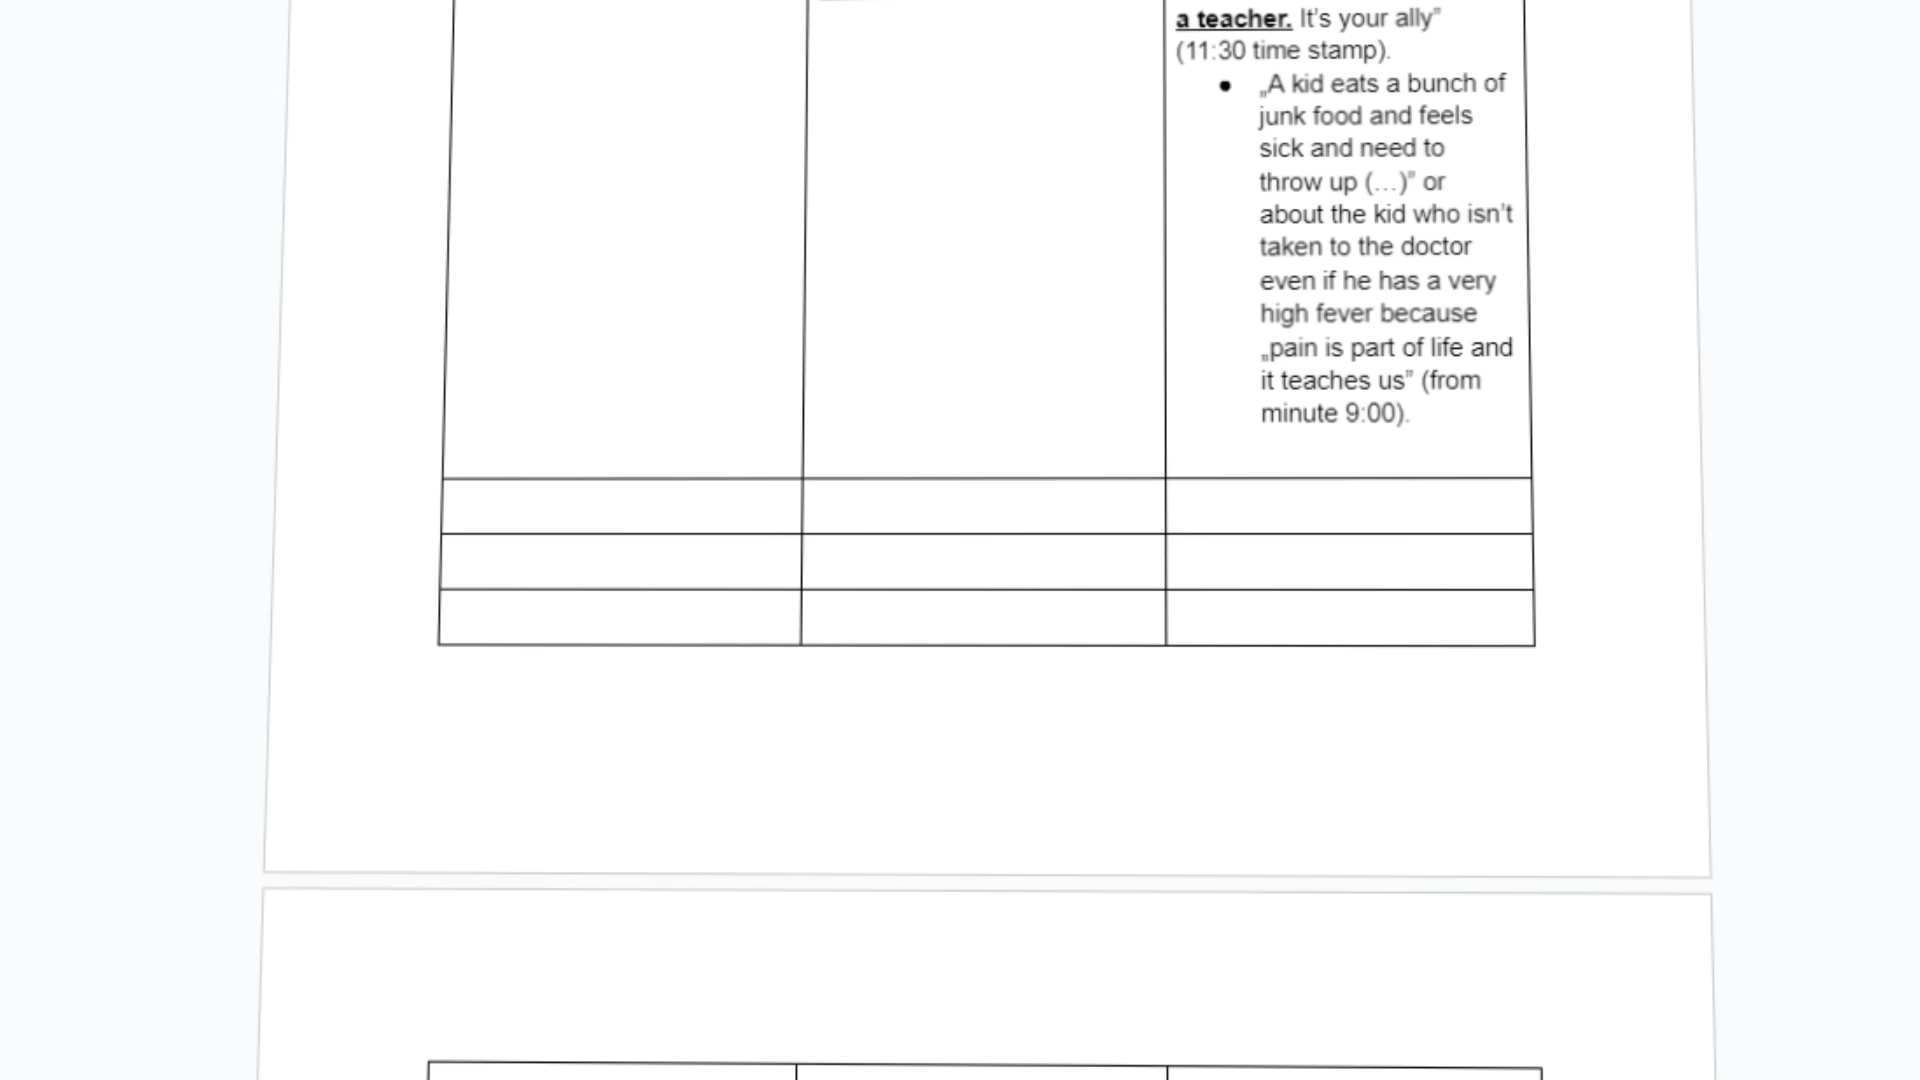 a teacher. It's your ally”
(11:30 time stamp).
● „A kid eats a bunch of
junk food and feels
sick and need to
throw up (…)” or
about the kid who isn't
taken to the doctor
even if he has a very
high fever because
„pain is part of life and
it teaches us” (from
minute 9:00).